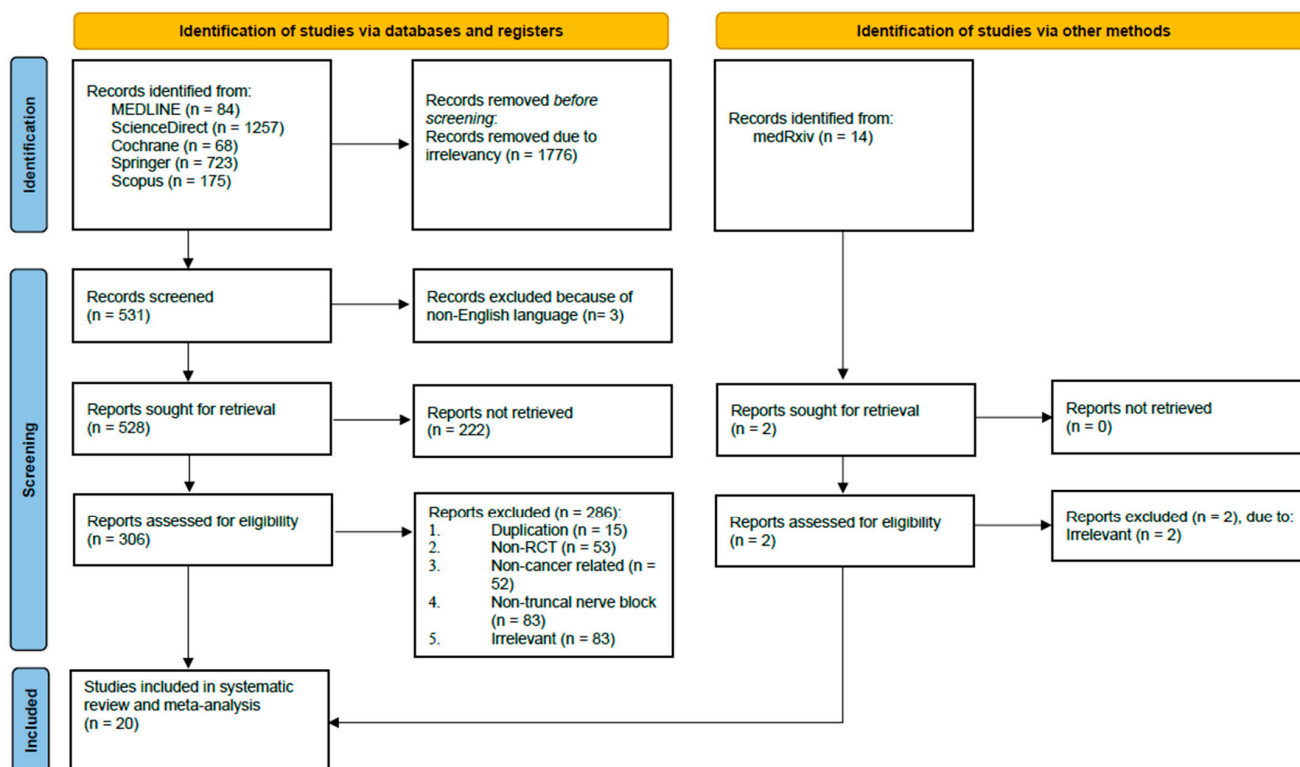 Identification of studies via databases and registers
Identification of studies via other methods
Identification
Records identified from:
MEDLINE (n = 84)
ScienceDirect (n = 1257)
Cochrane (n = 68)
Springer (n = 723)
Scopus (n = 175)
Records removed before
screening:
Records removed due to
irrelevancy (n = 1776)
Records identified from:
medRxiv (n = 14)
Screening
Records screened
(n = 531)
Records excluded because of
non-English language (n= 3)
Reports sought for retrieval
(n = 528)
Reports not retrieved
(n = 222)
Reports sought for retrieval
(n = 2)
Reports not retrieved
(n = 0)
Reports assessed for eligibility
(n = 306)
Reports excluded (n = 286):
1. Duplication (n = 15)
2. Non-RCT (n = 53)
3. Non-cancer related (n =
52)
4. Non-truncal nerve block
(n = 83)
5. Irrelevant (n = 83)
Reports assessed for eligibility
(n = 2)
Reports excluded (n = 2), due to:
Irrelevant (n = 2)
Included
Studies included in systematic
review and meta-analysis
(n = 20)